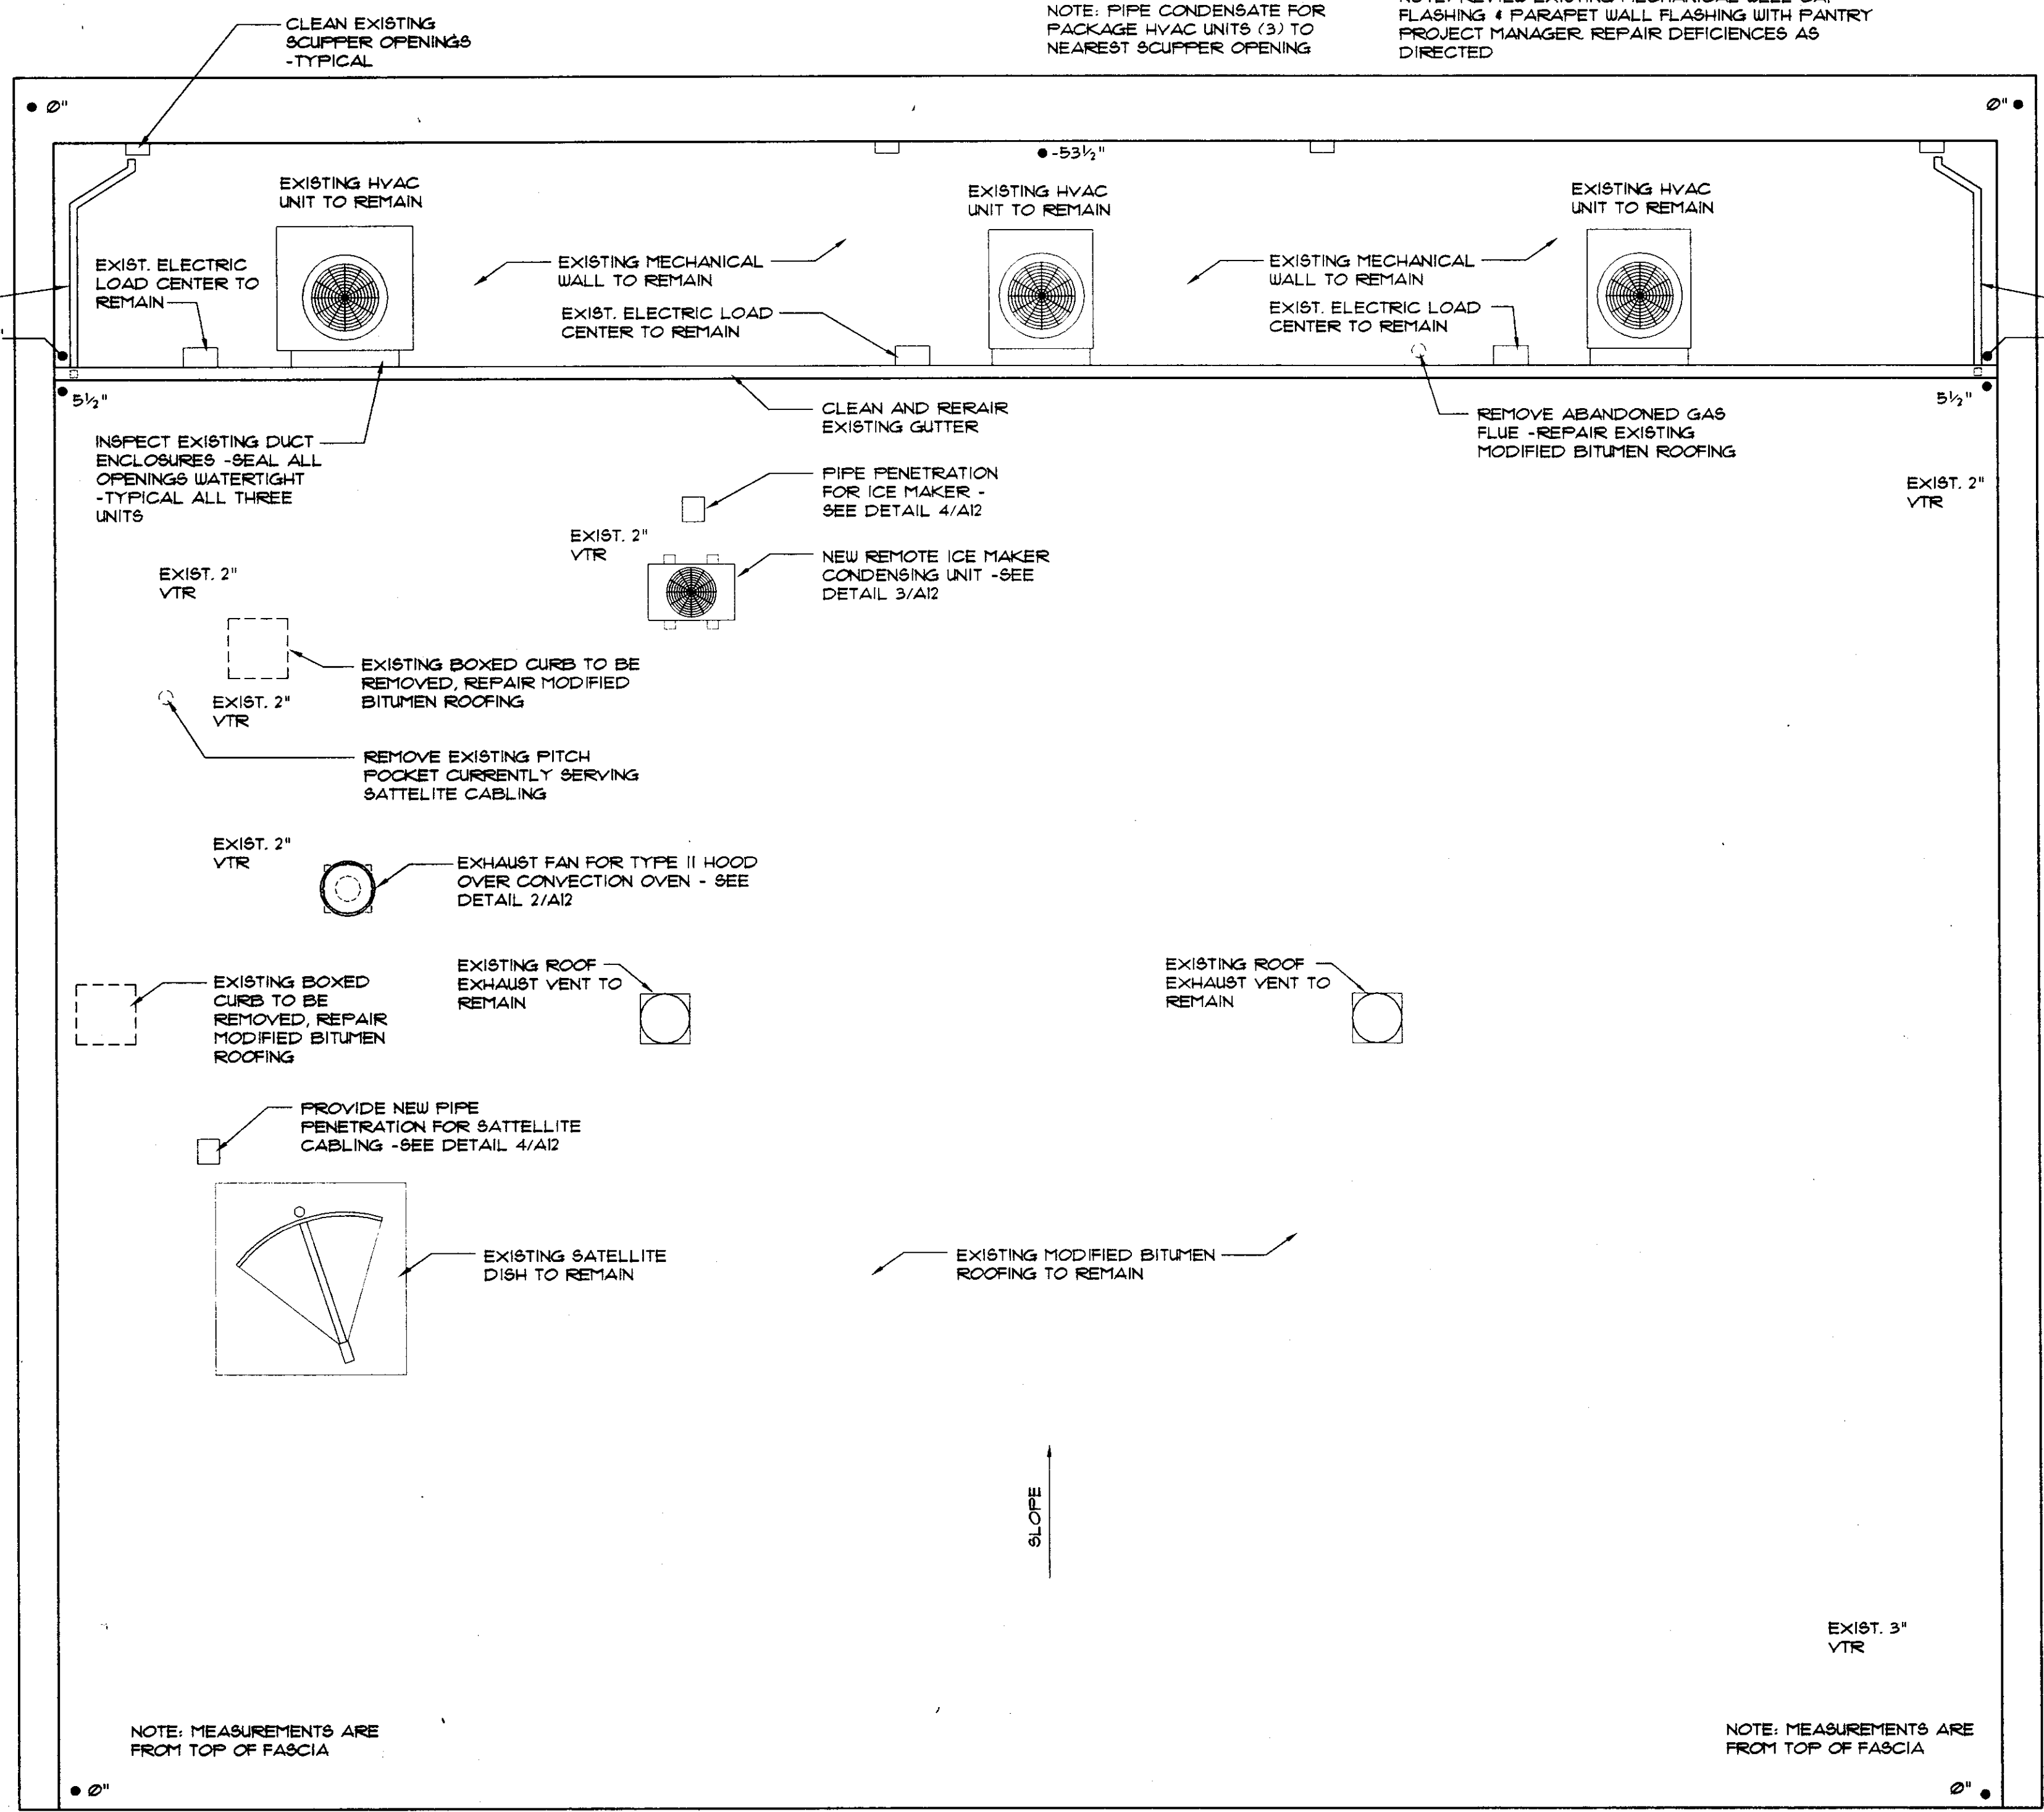 CLEAN EXISTING
SCUPPER OPENINGS
-TYPICAL
NOTE: PIPE CONDENSATE FOR
PACKAGE HVAC UNITS (3) TO
NEAREST SCUPPER OPENING
NOTE: REVIEW EXISTING MECHANICAL WELL CAP
FLASHING & PARAPET WALL FLASHING WITH PANTRY
PROJECT MANAGER. REPAIR DEFICIENCES AS
DIRECTED
Ø"
Ø"
-53½"
EXISTING HVAC
UNIT TO REMAIN
EXISTING HVAC
UNIT TO REMAIN
EXISTING HVAC
UNIT TO REMAIN
EXIST. ELECTRIC
LOAD CENTER TO
REMAIN
EXISTING MECHANICAL
WALL TO REMAIN
EXIST. ELECTRIC LOAD
CENTER TO REMAIN
EXISTING MECHANICAL
WALL TO REMAIN
EXIST. ELECTRIC LOAD
CENTER TO REMAIN
5½"
5½"
CLEAN AND RERAIR
EXISTING GUTTER
REMOVE ABANDONED GAS
FLUE -REPAIR EXISTING
MODIFIED BITUMEN ROOFING
INSPECT EXISTING DUCT
ENCLOSURES -SEAL ALL
OPENINGS WATERTIGHT
-TYPICAL ALL THREE
UNITS
PIPE PENETRATION
FOR ICE MAKER -
SEE DETAIL 4/A12
EXIST. 2"
VTR
EXIST. 2"
VTR
NEW REMOTE ICE MAKER
CONDENSING UNIT -SEE
DETAIL 3/A12
EXIST. 2"
VTR
EXISTING BOXED CURB TO BE
REMOVED, REPAIR MODIFIED
BITUMEN ROOFING
EXIST. 2"
VTR
REMOVE EXISTING PITCH
POCKET CURRENTLY SERVING
SATTELITE CABLING
EXIST. 2"
VTR
EXHAUST FAN FOR TYPE II HOOD
OVER CONVECTION OVEN - SEE
DETAIL 2/A12
EXISTING BOXED
CURB TO BE
REMOVED, REPAIR
MODIFIED BITUMEN
ROOFING
EXISTING ROOF
EXHAUST VENT TO
REMAIN
EXISTING ROOF
EXHAUST VENT TO
REMAIN
PROVIDE NEW PIPE
PENETRATION FOR SATTELLITE
CABLING -SEE DETAIL 4/A12
EXISTING SATELLITE
DISH TO REMAIN
EXISTING MODIFIED BITUMEN
ROOFING TO REMAIN
SLOPE
EXIST. 3"
VTR
NOTE: MEASUREMENTS ARE
FROM TOP OF FASCIA
NOTE: MEASUREMENTS ARE
FROM TOP OF FASCIA
Ø"
Ø"